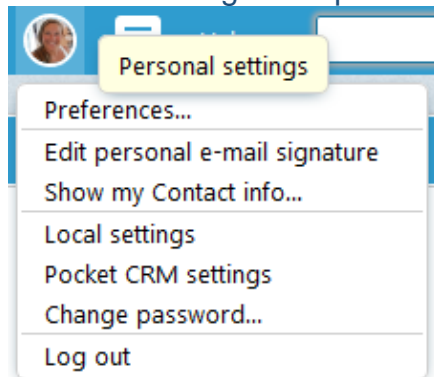 Personal settings
Preferences...
Edit personal e-mail signature
Show my Contact info...
Local settings
Pocket CRM settings
Change password...
Log out